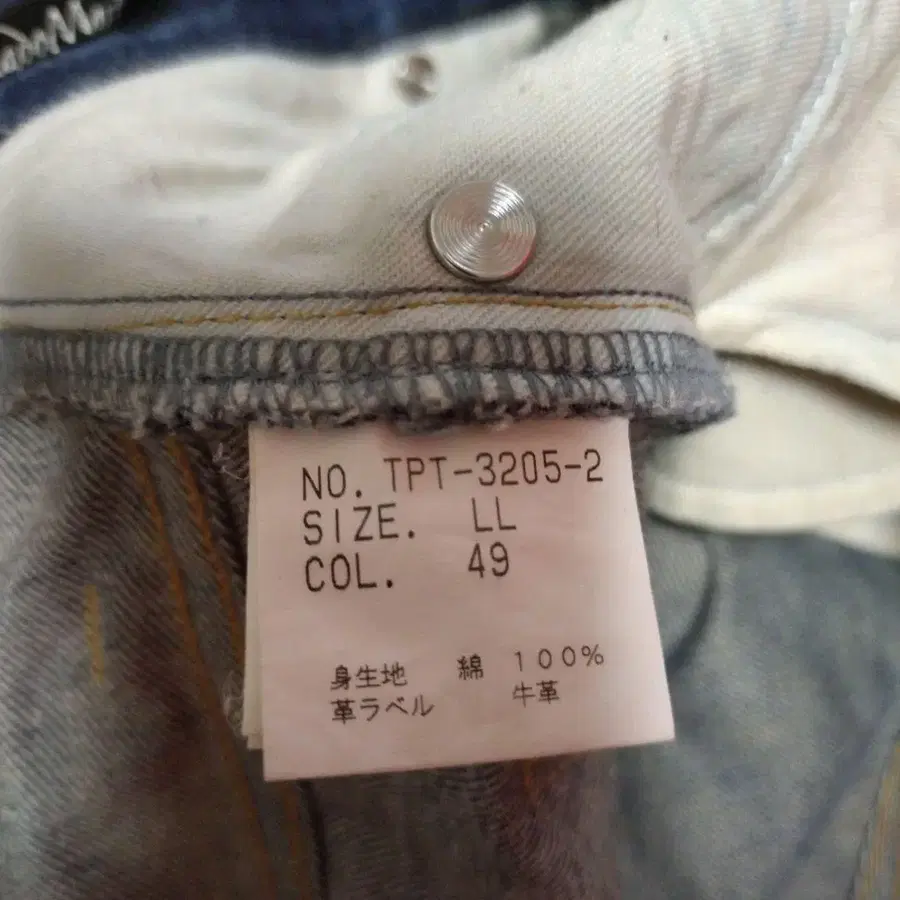 NO. TPT-3205-2
SIZE. LL
COL. 49
身生地 綿 100%
革ラベル 牛革